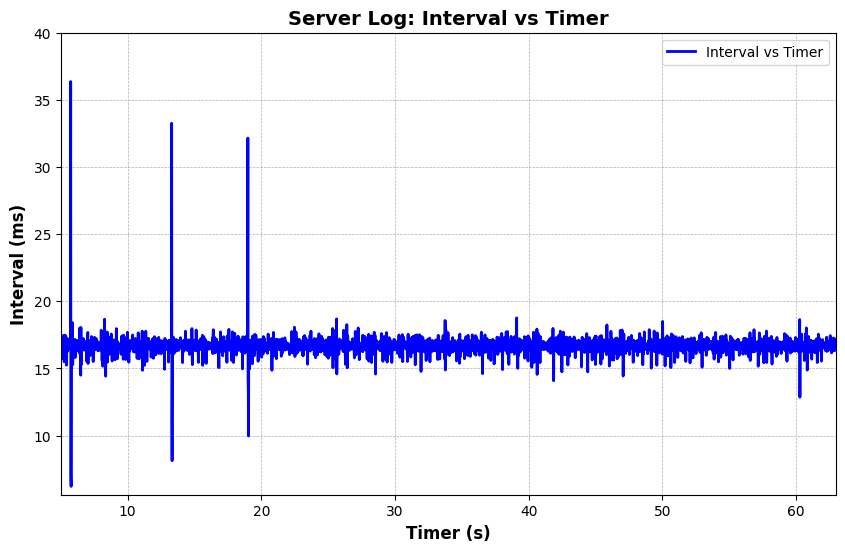 Server Log: Interval vs Timer
Interval vs Timer
40
35
30
25
20
15
10
Interval (ms)
10 20 30 40 50 60
Timer (s)